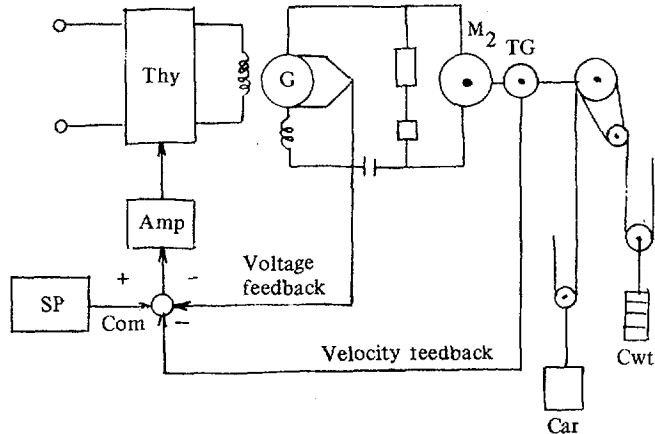 M2
TG
Thy
G
Amp
+
-
Voltage
feedback
SP
Com
-
Velocity feedback
Cwt
Car